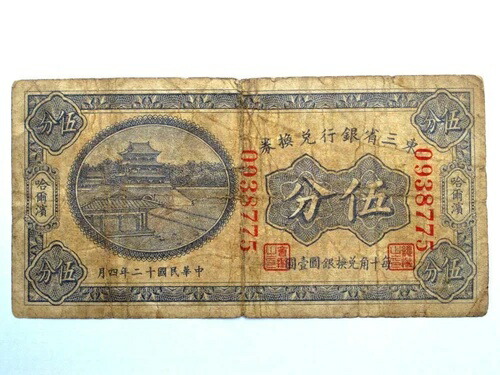 伍分
伍分
東三省銀行兌換券
0938775
0938775
哈爾濱
伍分
哈爾濱
每十角兌換銀圓壹圓
中華民國十二年四月
伍分
伍分